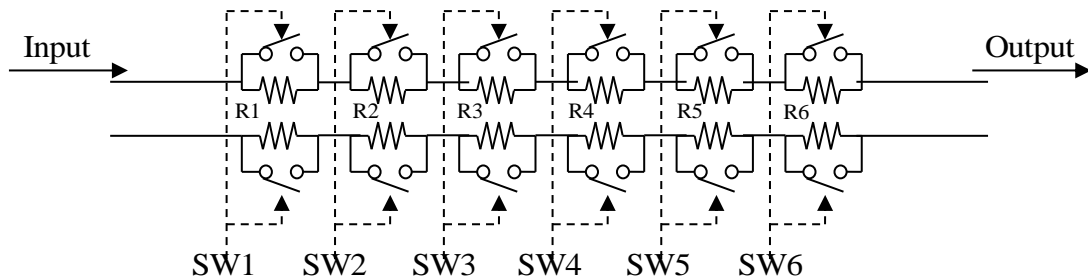 Input
Output
R1 R2 R3 R4 R5 R6
SW1 SW2 SW3 SW4 SW5 SW6